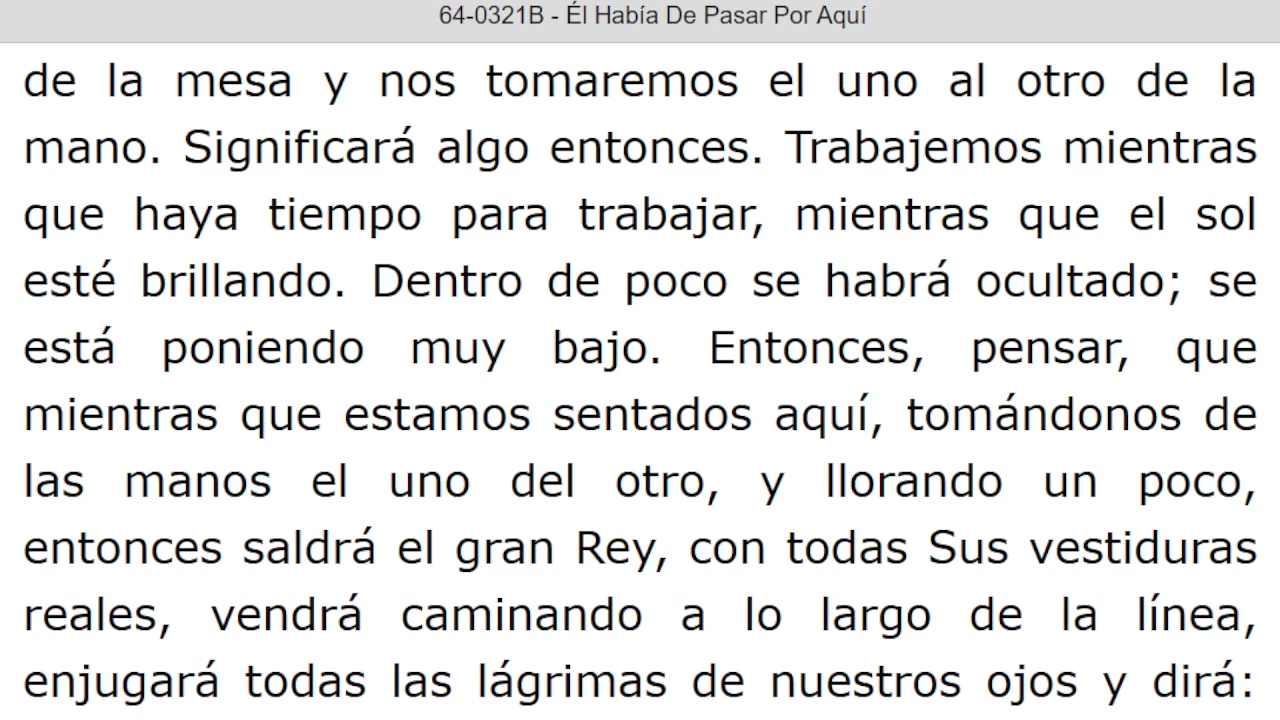 64-0321B - Él Había De Pasar Por Aquí
de la mesa y nos tomaremos el uno al otro de la
mano. Significará algo entonces. Trabajemos mientras
que haya tiempo para trabajar, mientras que el sol
esté brillando. Dentro de poco se habrá ocultado; se
está poniendo muy bajo. Entonces, pensar, que
mientras que estamos sentados aquí, tomándonos de
las manos el uno del otro, y llorando un poco,
entonces saldrá el gran Rey, con todas Sus vestiduras
reales, vendrá caminando a lo largo de la línea,
enjugará todas las lágrimas de nuestros ojos y dirá: